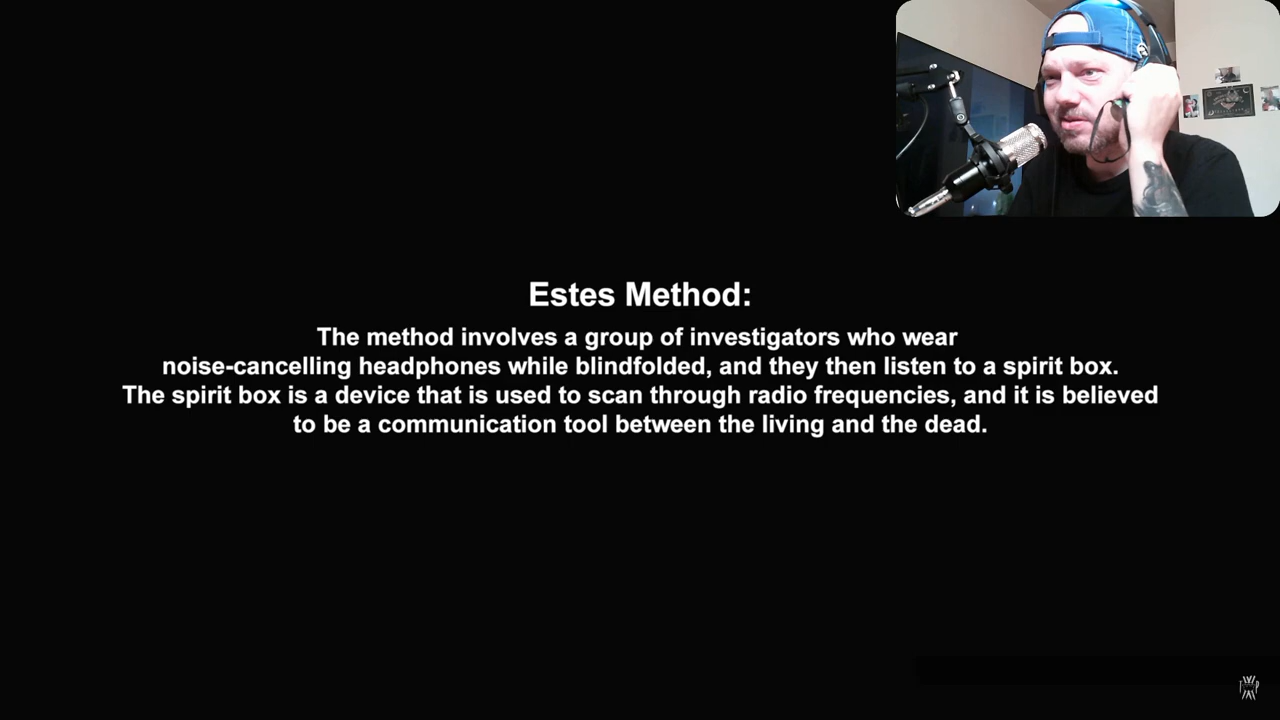 Estes Method:
The method involves a group of investigators who wear
noise-cancelling headphones while blindfolded, and they then listen to a spirit box.
The spirit box is a device that is used to scan through radio frequencies, and it is believed
to be a communication tool between the living and the dead.